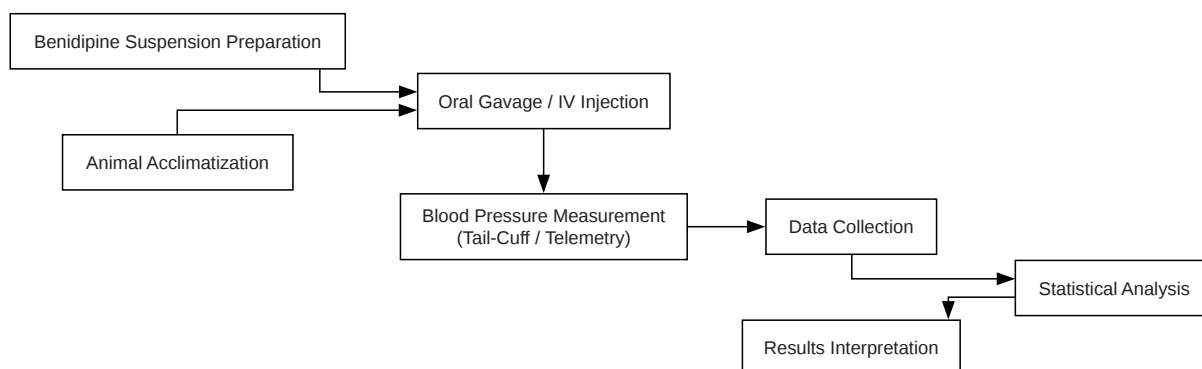 Benidipine Suspension Preparation
Oral Gavage / IV Injection
Animal Acclimatization
Blood Pressure Measurement
(Tail-Cuff / Telemetry)
Data Collection
Statistical Analysis
Results Interpretation